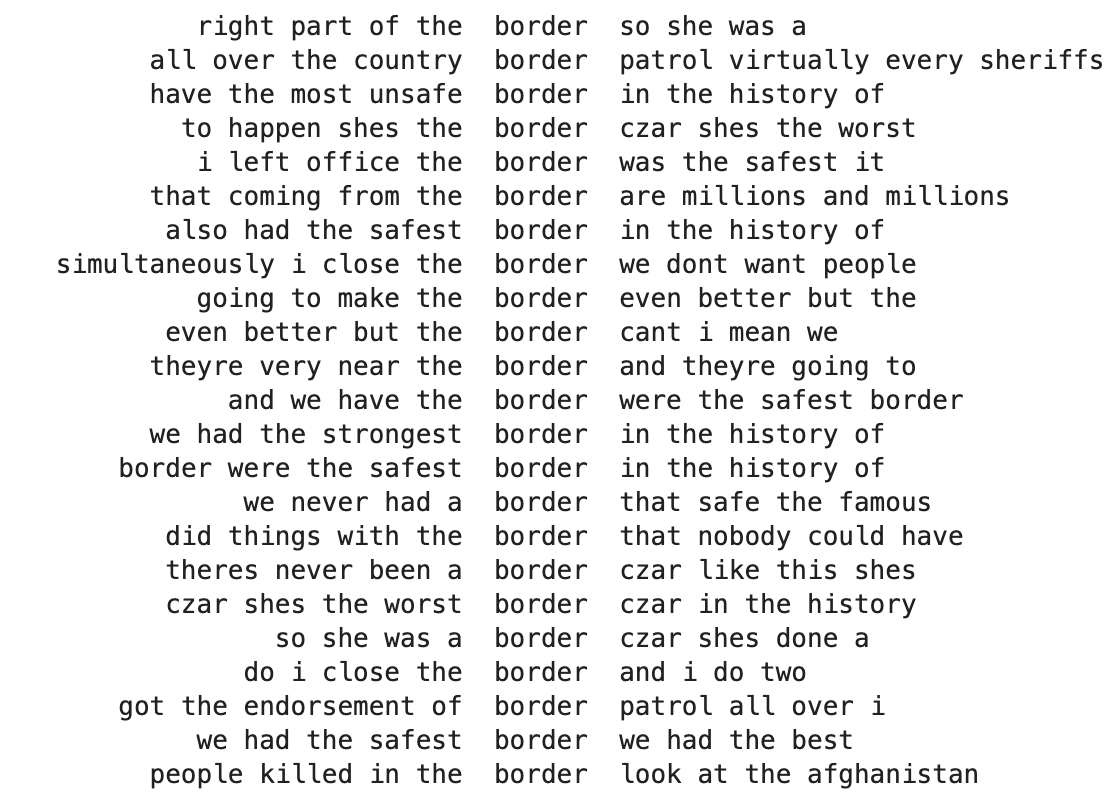 right part of the border so she was a
all over the country border patrol virtually every sheriffs
have the most unsafe border in the history of
to happen shes the border czar shes the worst
i left office the border was the safest it
that coming from the border are millions and millions
also had the safest border in the history of
simultaneously i close the border we dont want people
going to make the border even better but the
even better but the border cant i mean we
theyre very near the border and theyre going to
and we have the border were the safest border
we had the strongest border in the history of
border were the safest border in the history of
we never had a border that safe the famous
did things with the border that nobody could have
theres never been a border czar like this shes
czar shes the worst border czar in the history
so she was a border czar shes done a
do i close the border and i do two
got the endorsement of border patrol all over i
we had the safest border we had the best
people killed in the border look at the afghanistan